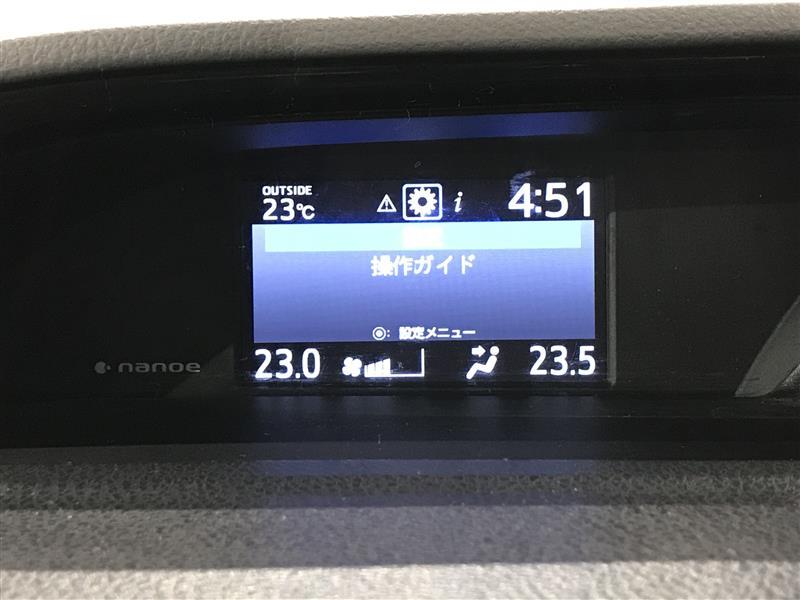 OUTSIDE
23℃
i
4:51
操作ガイド
◎: 設定メニュー
23.0
23.5
nanoe